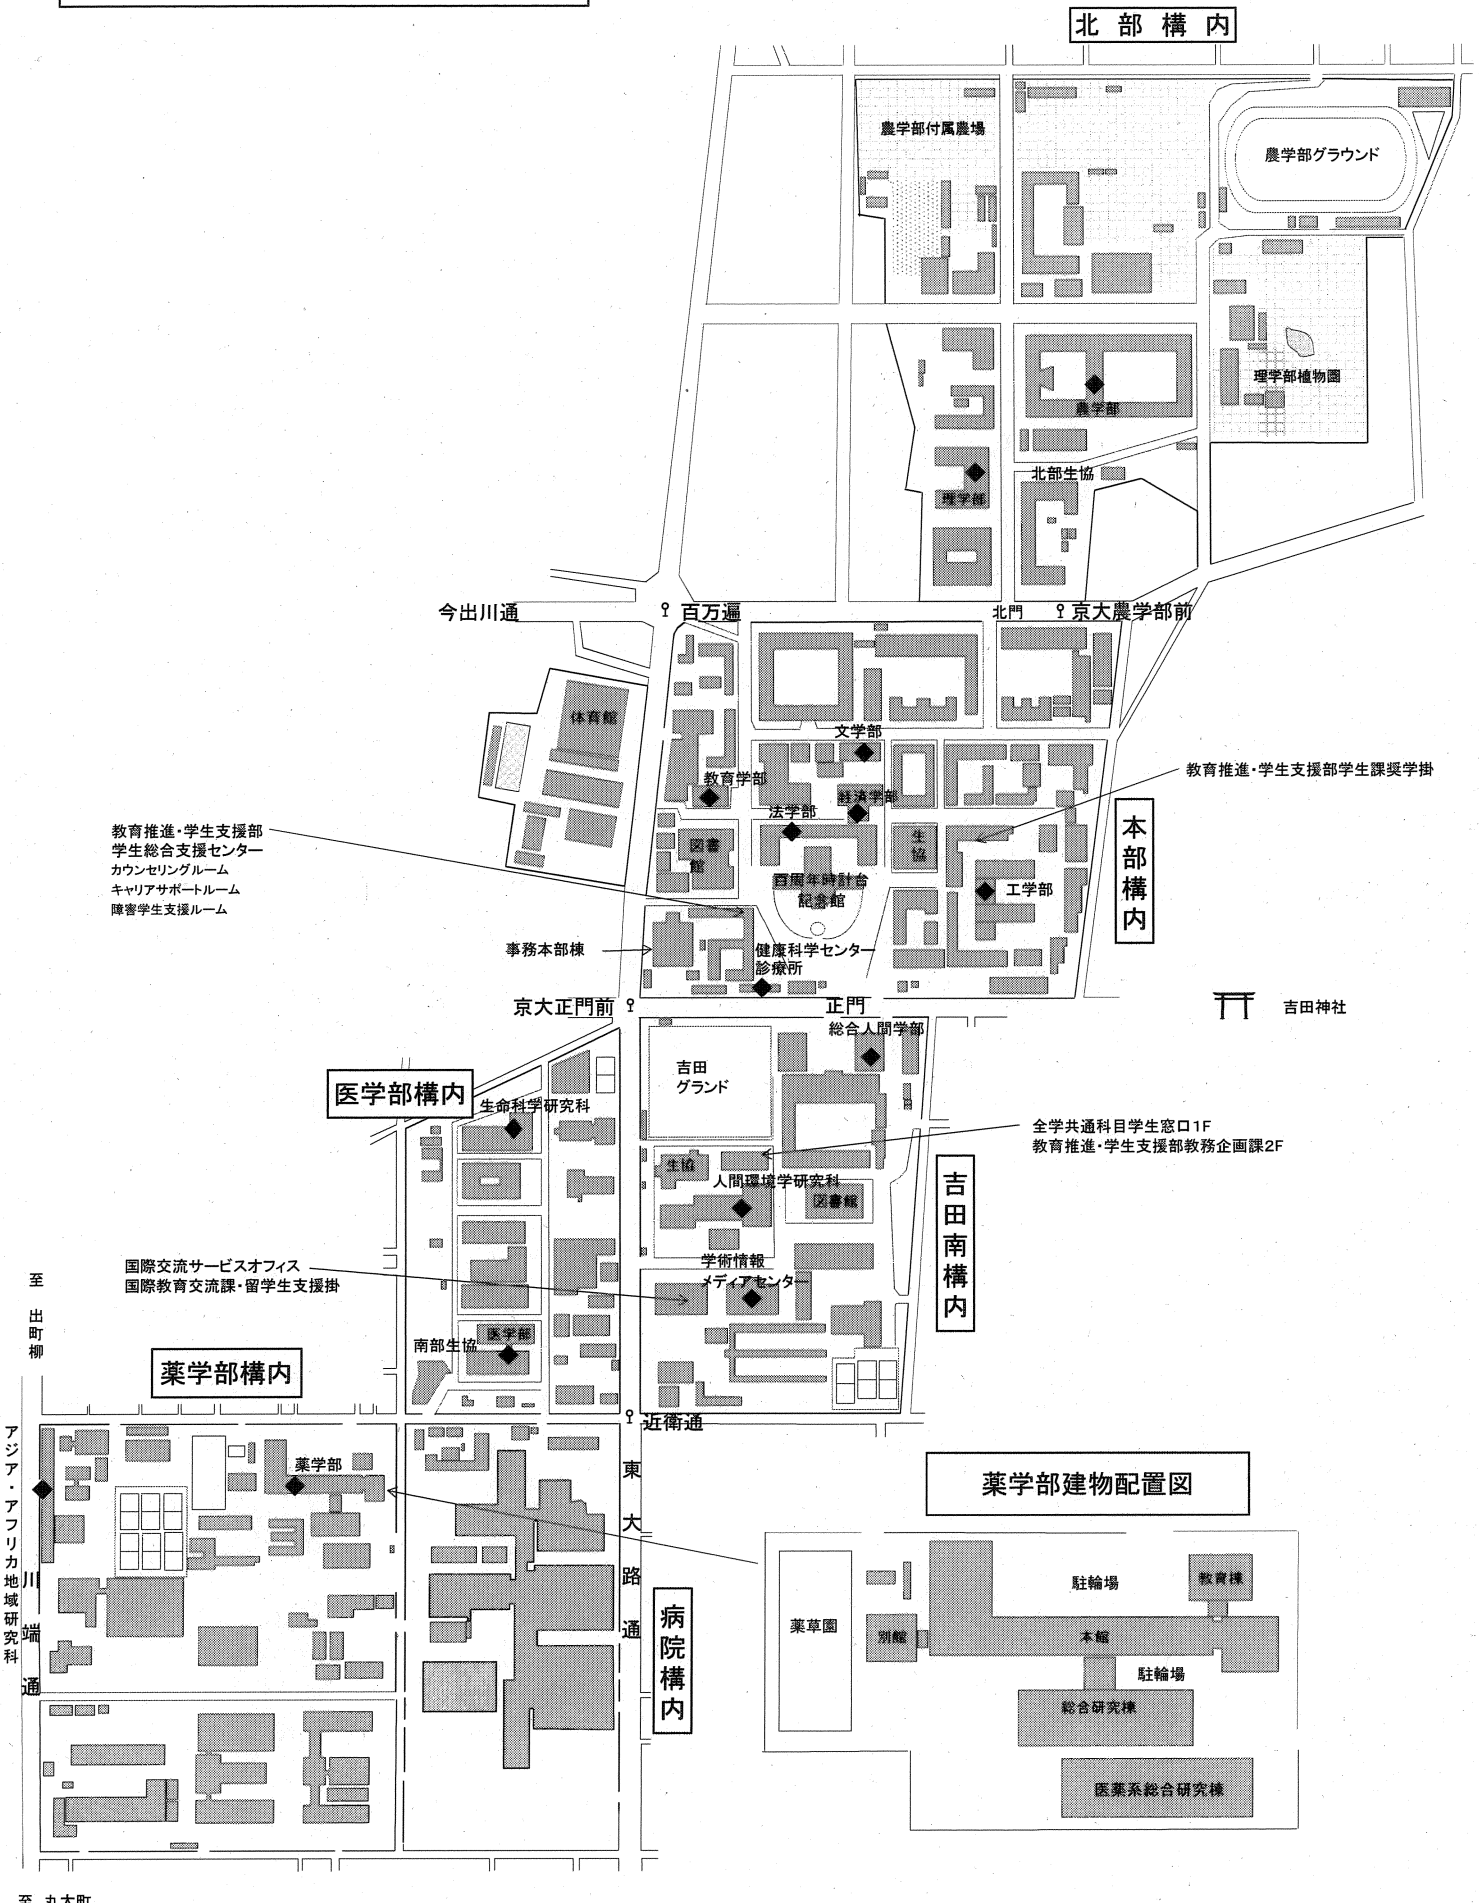 北部構内
農学部付属農場
農学部グラウンド
理学部植物園
農学部
北部生協
理学部
今出川通
百万遍
北門
京大農学部前
体育館
文学部
教育学部
経済学部
法学部
教育推進・学生支援部学生課奨学掛
本部構内
教育推進・学生支援部
学生総合支援センター
カウンセリングルーム
キャリアサポートルーム
障害学生支援ルーム
図書
館
生
協
百周年時計台
記念館
工学部
事務本部棟
健康科学センター
診療所
京大正門前
正門
吉田神社
総合人間学部
吉田
グランド
医学部構内
生命科学研究科
全学共通科目学生窓口1F
教育推進・学生支援部教務企画課2F
生協
人間環境学研究科
図書館
吉田南構内
学術情報
メディアセンター
国際交流サービスオフィス
国際教育交流課・留学生支援掛
至 出町柳
南部生協
医学部
薬学部構内
近衛通
アジア・アフリカ地域研究科
薬学部
東大路通
川端通
病院構内
薬学部建物配置図
薬草園
駐輪場
教育棟
別館
本館
駐輪場
総合研究棟
医薬系総合研究棟